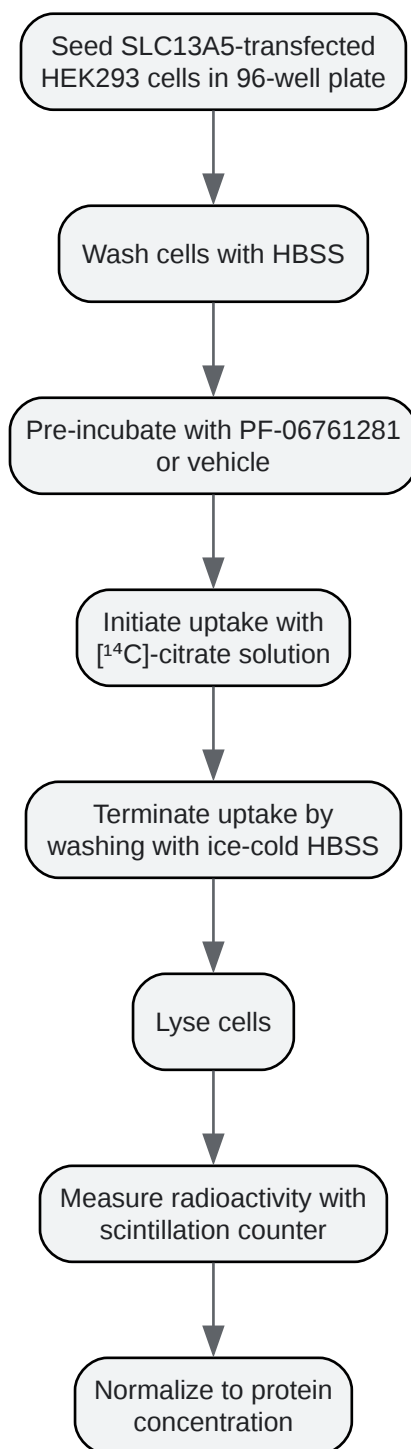 Seed SLC13A5-transfected
HEK293 cells in 96-well plate
Wash cells with HBSS
Pre-incubate with PF-06761281
or vehicle
Initiate uptake with
[¹⁴C]-citrate solution
Terminate uptake by
washing with ice-cold HBSS
Lyse cells
Measure radioactivity with
scintillation counter
Normalize to protein
concentration